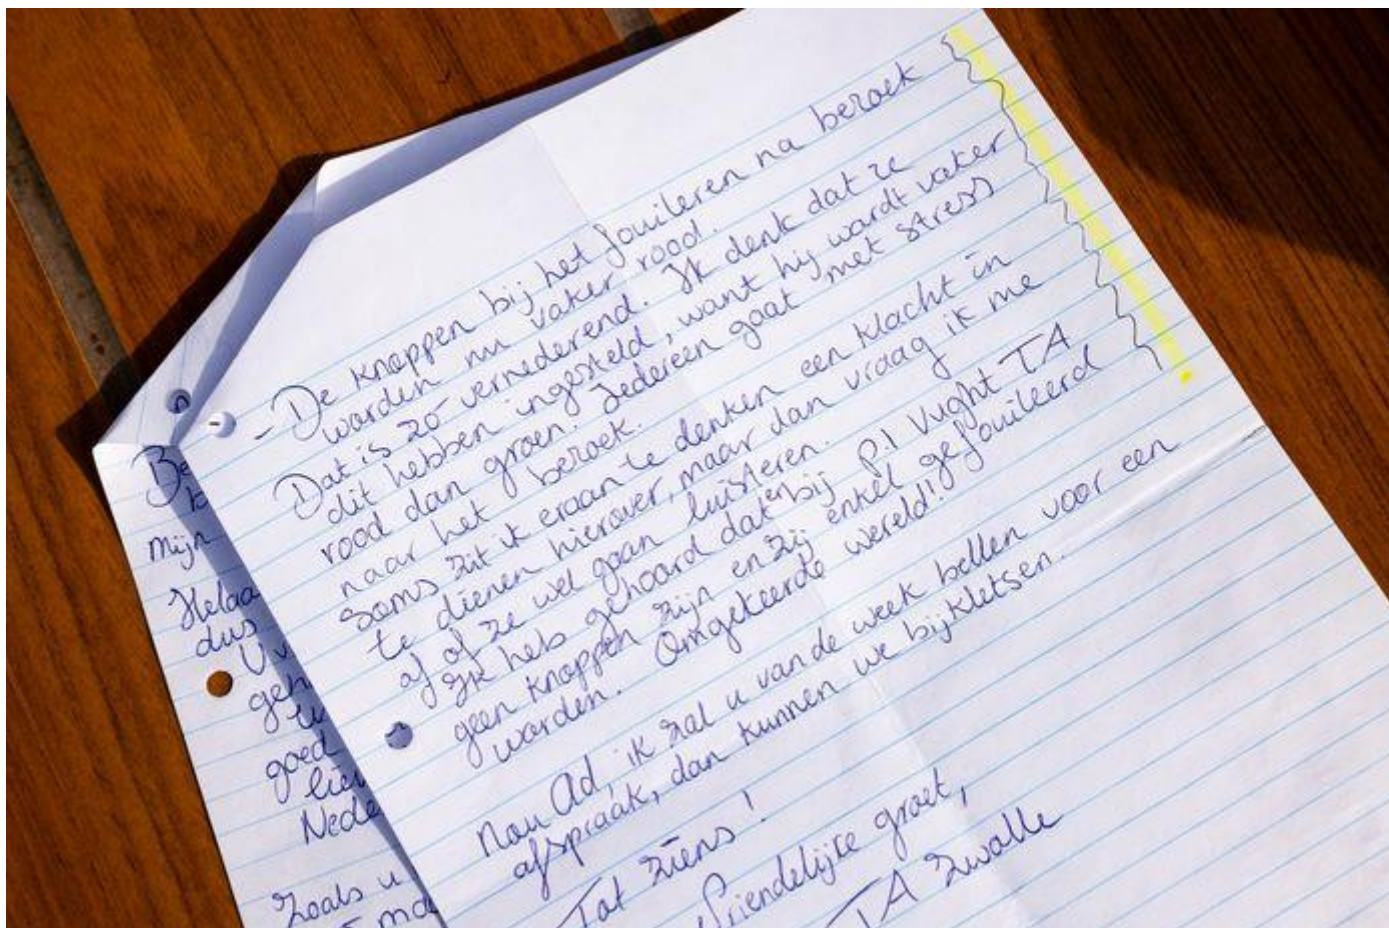 - De knoppen bij het fouileren na bezoek
worden nu vaker rood.
Dat is zo vernederend. Ik denk dat ze
dit hebben ingesteld, want hij wordt vaker
rood dan groen. Iedereen gaat met stress
naar het bezoek.
Soms zit ik eraan te denken een klacht in
te dienen hierover, maar dan vraag ik me
af of ze wel gaan luisteren.
Ik heb gehoord dat er bij P.I Vught TA
geen knoppen zijn en zij enkel gefouileerd
worden. Omgekeerde wereld!
Nou Ad, ik zal u van de week bellen voor een
afspraak, dan kunnen we bijkletsen.
Tot ziens!
Vriendelijke groet,
TA Zwolle
Be
Mijn
Helaa
dus
U
geh
goed
Nede
Zoals u